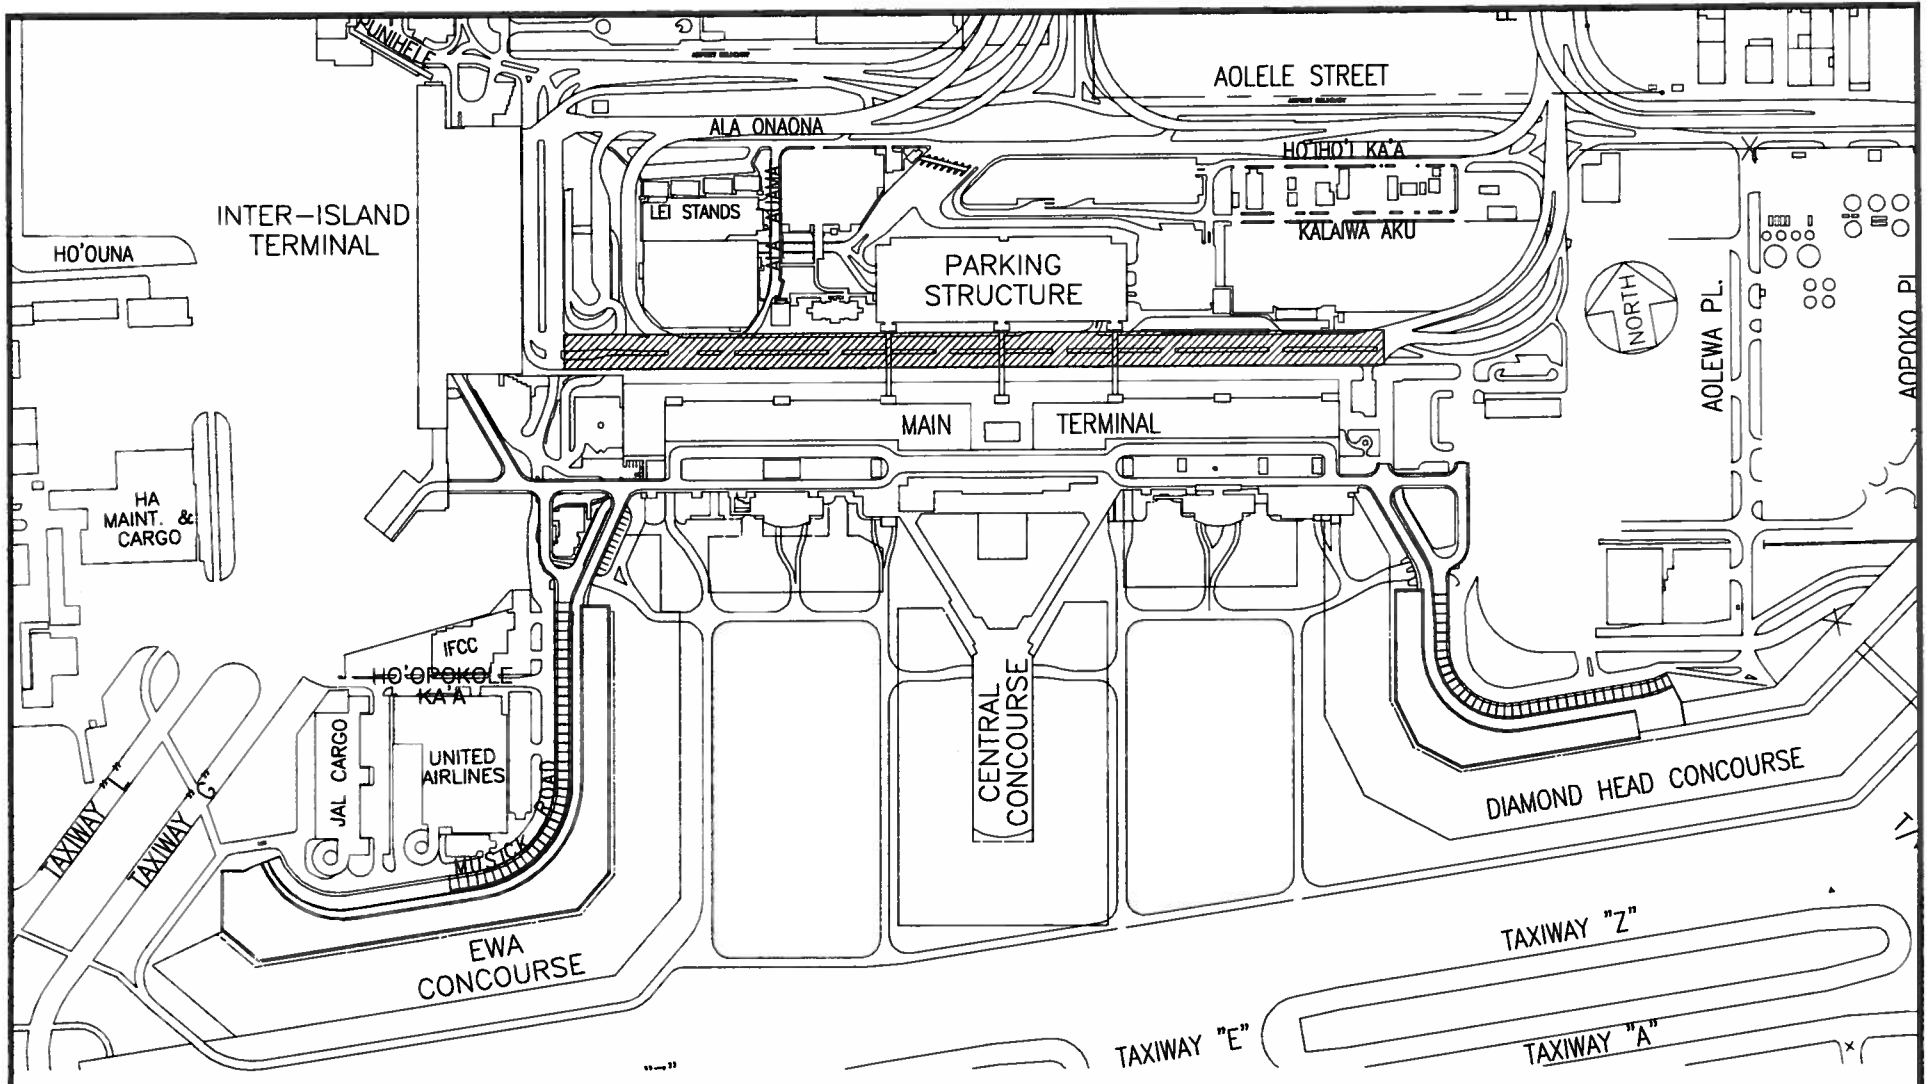 PUNIHELE
AOLELE STREET
ALA ONAONA
HO'IHO'I KA'A
INTER-ISLAND
TERMINAL
LEI STANDS
ALA AUAMA
KALAIWA AKU
HO'OUNA
PARKING
STRUCTURE
NORTH
AOLEWA PL.
AOPOKO PL
MAIN TERMINAL
HA
MAINT. &
CARGO
IFCC
HO'OPOKOLE
KA'A
JAL CARGO
UNITED
AIRLINES
MUSICK ROAD
CENTRAL
CONCOURSE
TAXIWAY "L"
TAXIWAY "G"
DIAMOND HEAD CONCOURSE
EWA
CONCOURSE
TAXIWAY "Z"
TAXIWAY "E"
TAXIWAY "A"